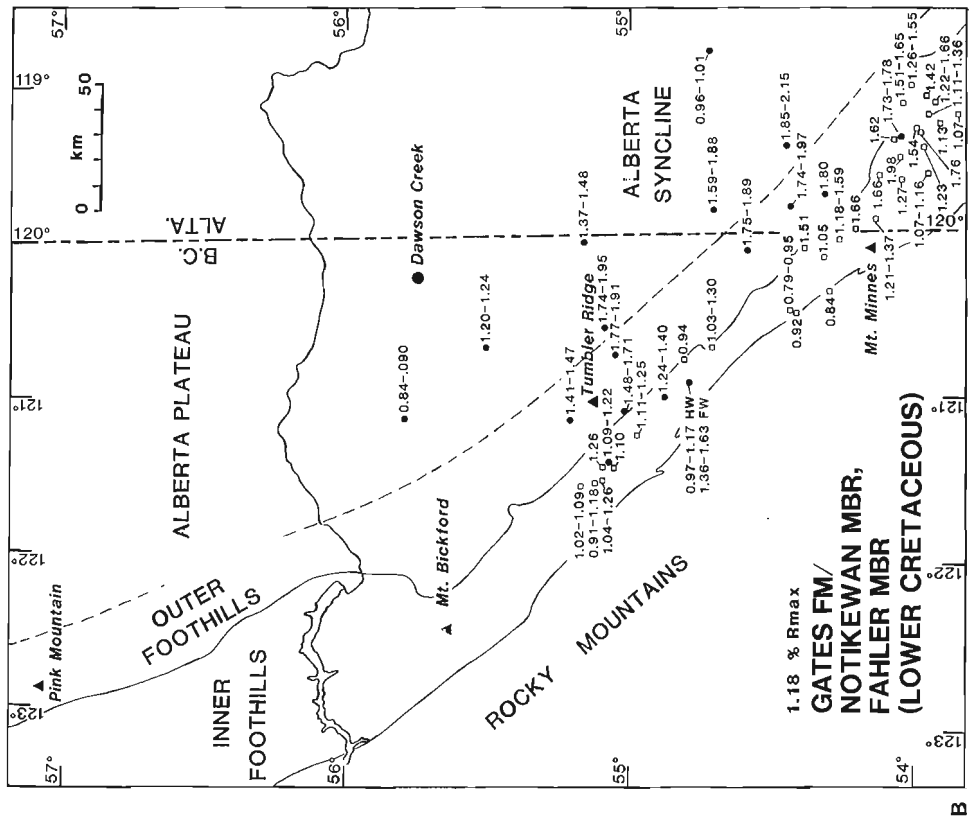 B
57°
56°
55°
54°
57°
56°
55°
119°
120°
121°
122°
123°
120°
121°
122°
123°
0
50
km
ALTA.
B.C.
ALBERTA PLATEAU
ALBERTA
SYNCLINE
OUTER
FOOTHILLS
INNER
FOOTHILLS
ROCKY MOUNTAINS
Pink Mountain
Mt. Bickford
Dawson Creek
Tumbler Ridge
Mt. Minnes
0.84-.090
1.20-1.24
1.41-1.47
1.37-1.48
1.74-1.95
1.77-1.91
1.48-1.71
1.11-1.25
1.24-1.40
1.26
1.09-1.22
1.10
1.02-1.09
0.91-1.18
1.04-1.26
0.97-1.17 HW
1.36-1.63 FW
0.94
1.03-1.30
0.96-1.01
1.59-1.88
1.75-1.89
1.85-2.15
1.74-1.97
1.80
1.51
1.05
1.18-1.59
0.79-0.95
0.92
0.84
1.66
1.66
1.21-1.37
1.62
1.98
1.27
1.07-1.16
1.54
1.23
1.76
1.73-1.78
1.51-1.65
1.26-1.55
1.42
1.22-1.66
1.11-1.36
1.13
1.07
1.18 % Rmax
GATES FM/
NOTIKEWAN MBR,
FAHLER MBR
(LOWER CRETACEOUS)